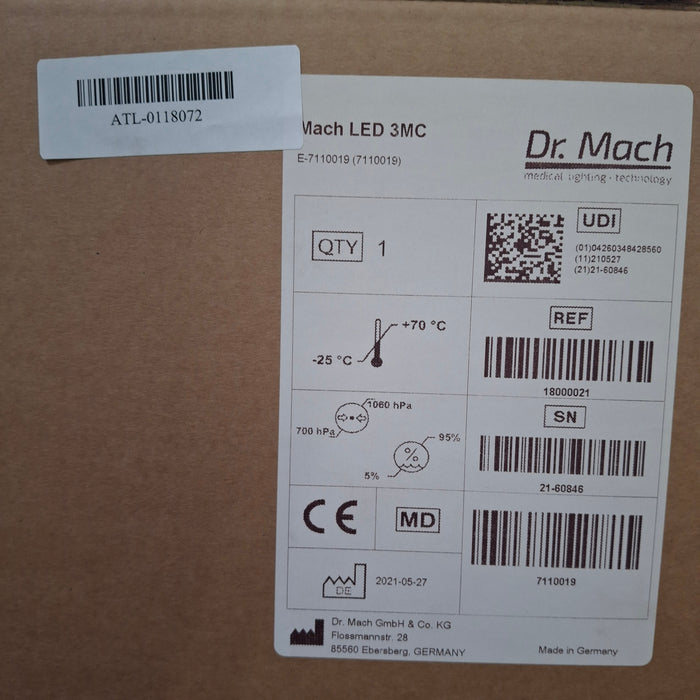 ATL-0118072
Mach LED 3MC
E-7110019 (7110019)
Dr. Mach
medical lighting · technology
QTY 1
UDI
(01)04260348428560
(11)210527
(21)21-60846
+70 °C
-25 °C
REF
18000021
1060 hPa
700 hPa
95%
%
5%
SN
21-60846
CE
MD
7110019
DE
2021-05-27
Dr. Mach GmbH & Co. KG
Flossmannstr. 28
85560 Ebersberg, GERMANY
Made in Germany